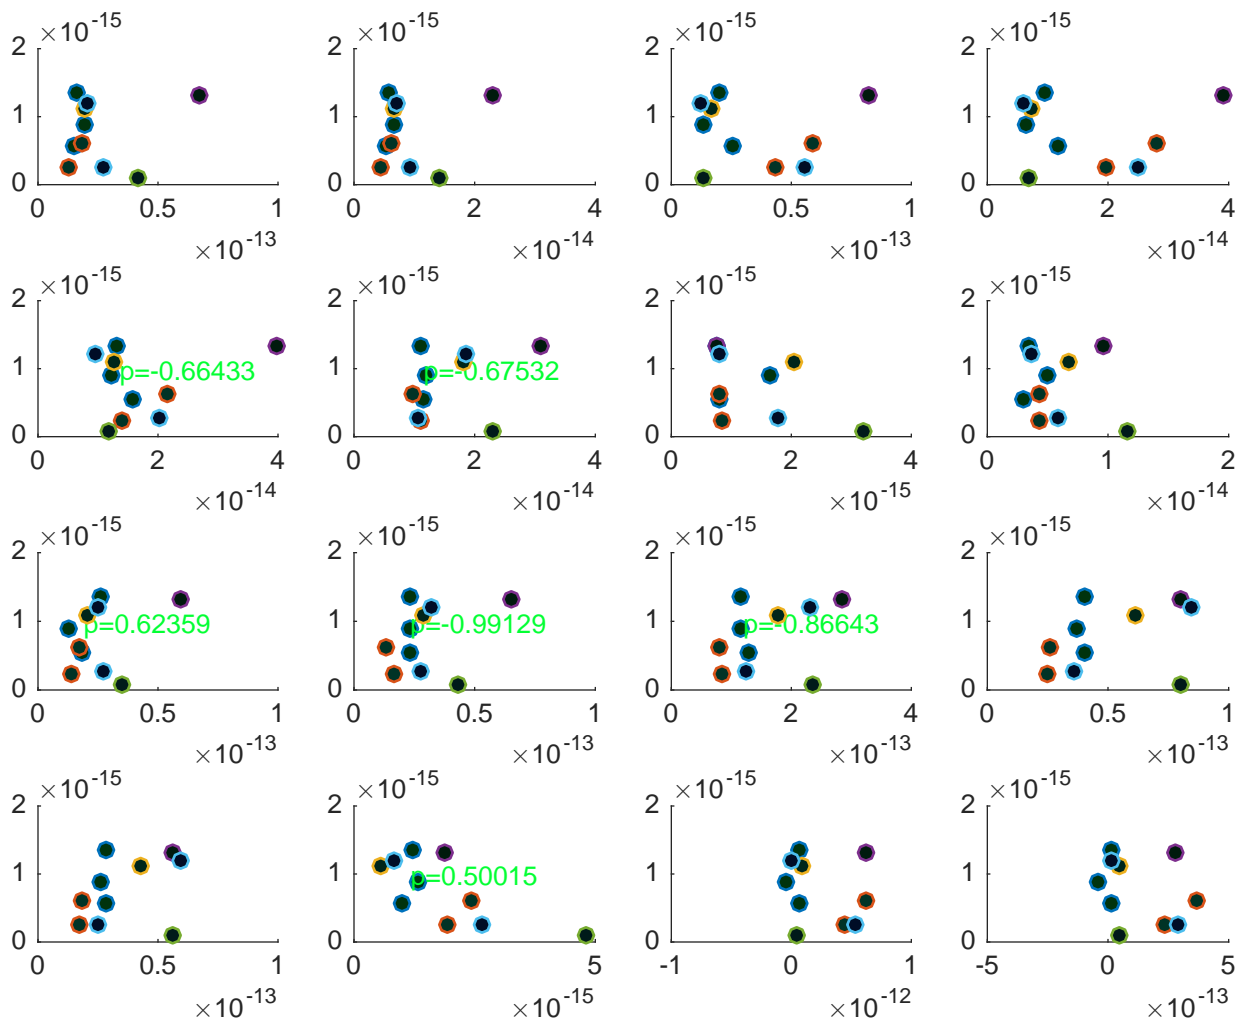 ×10-15 ×10-15 ×10-15 ×10-15
2 2 2 2
1 1 1 1
0 0 0 0
0 0.5 1 0 2 4 0 0.5 1 0 2 4
×10-13 ×10-14 ×10-13 ×10-14
×10-15 ×10-15 ×10-15 ×10-15
2 2 2 2
1 p=-0.66433 1 p=-0.67532 1 1
0 0 0 0
0 2 4 0 2 4 0 2 4 0 1 2
×10-14 ×10-14 ×10-15 ×10-14
×10-15 ×10-15 ×10-15 ×10-15
2 2 2 2
1 p=0.62359 1 p=-0.99129 1 p=-0.86643 1
0 0 0 0
0 0.5 1 0 0.5 1 0 2 4 0 0.5 1
×10-13 ×10-13 ×10-13 ×10-13
×10-15 ×10-15 ×10-15 ×10-15
2 2 2 2
1 1 p=0.50015 1 1
0 0 0 0
0 0.5 1 0 5 -1 0 1 -5 0 5
×10-13 ×10-15 ×10-12 ×10-13